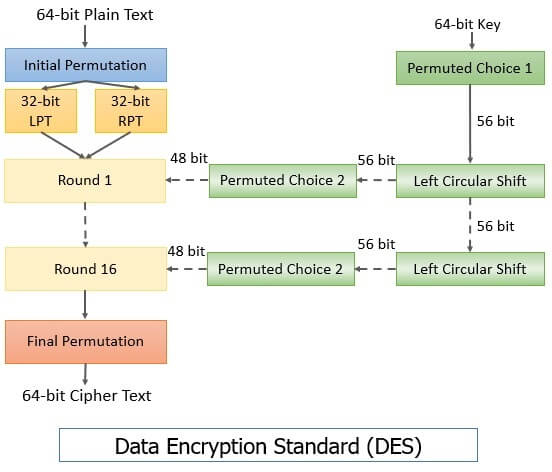 64-bit Plain Text
64-bit Key
Initial Permutation
Permuted Choice 1
32-bit
LPT
32-bit
RPT
56 bit
48 bit
56 bit
Round 1
Permuted Choice 2
Left Circular Shift
56 bit
48 bit
56 bit
Round 16
Permuted Choice 2
Left Circular Shift
Final Permutation
64-bit Cipher Text
Data Encryption Standard (DES)